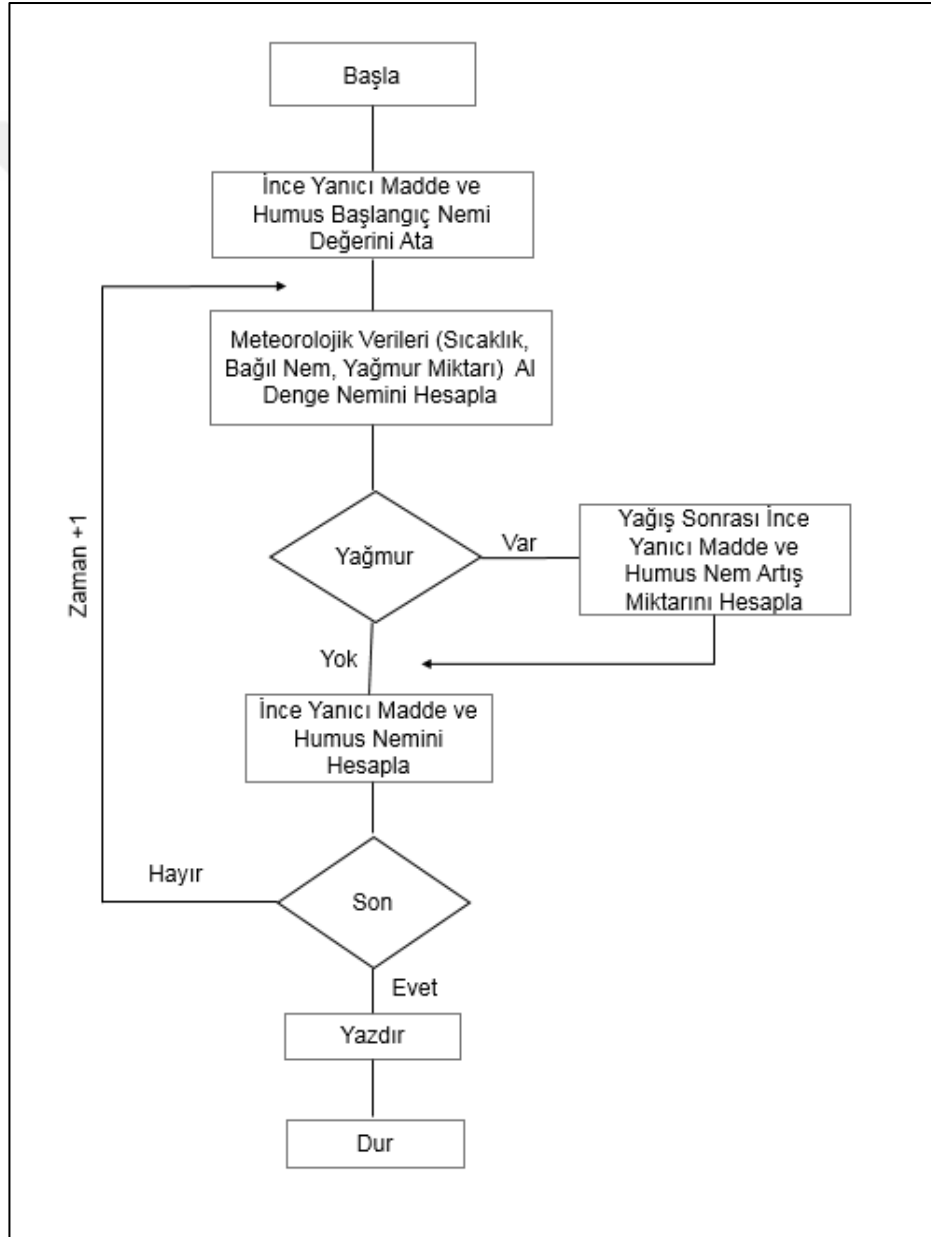 Başla
İnce Yanıcı Madde ve
Humus Başlangıç Nemi
Değerini Ata
Meteorolojik Verileri (Sıcaklık,
Bağıl Nem, Yağmur Miktarı) Al
Denge Nemini Hesapla
Yağmur
Var
Yağış Sonrası İnce
Yanıcı Madde ve
Humus Nem Artış
Miktarını Hesapla
Zaman +1
Yok
İnce Yanıcı Madde ve
Humus Nemini
Hesapla
Hayır
Son
Evet
Yazdır
Dur